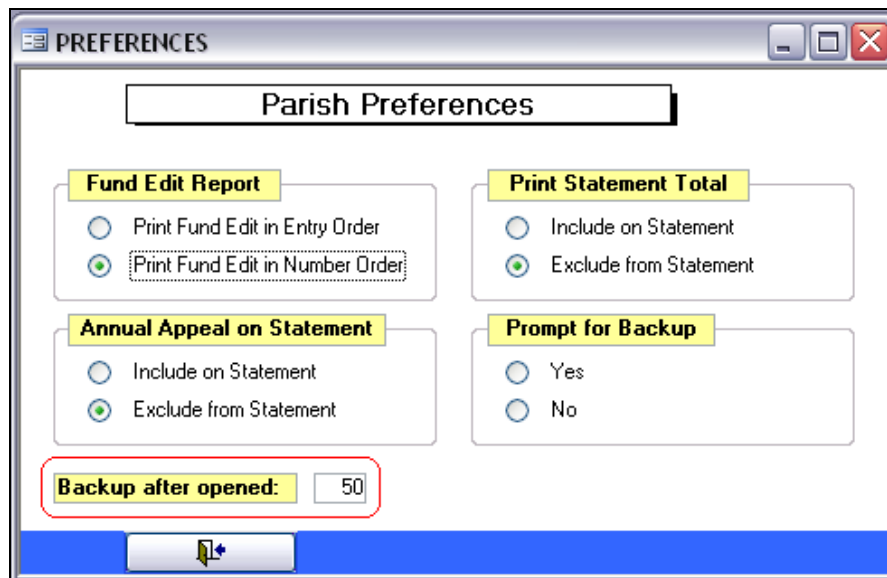 PREFERENCES
Parish Preferences
Fund Edit Report
Print Fund Edit in Entry Order
Print Fund Edit in Number Order
Print Statement Total
Include on Statement
Exclude from Statement
Annual Appeal on Statement
Include on Statement
Exclude from Statement
Prompt for Backup
Yes
No
Backup after opened: 50